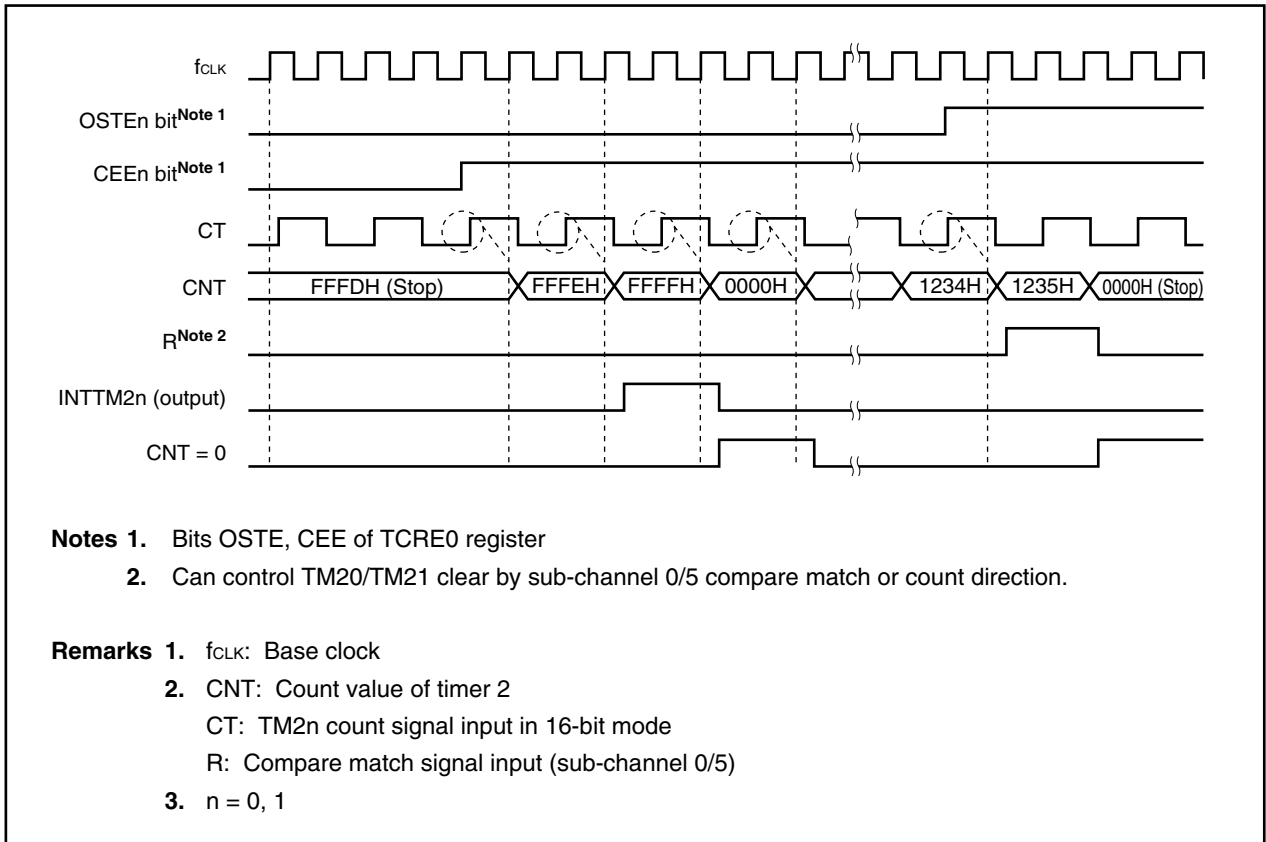 fCLK
OSTEn bitNote 1
CEEn bitNote 1
CT
CNT FFFDH (Stop) FFFEH FFFFH 0000H 1234H 1235H 0000H (Stop)
RNote 2
INTTM2n (output)
CNT = 0
Notes 1. Bits OSTE, CEE of TCRE0 register
2. Can control TM20/TM21 clear by sub-channel 0/5 compare match or count direction.
Remarks 1. fCLK: Base clock
2. CNT: Count value of timer 2
CT: TM2n count signal input in 16-bit mode
R: Compare match signal input (sub-channel 0/5)
3. n = 0, 1